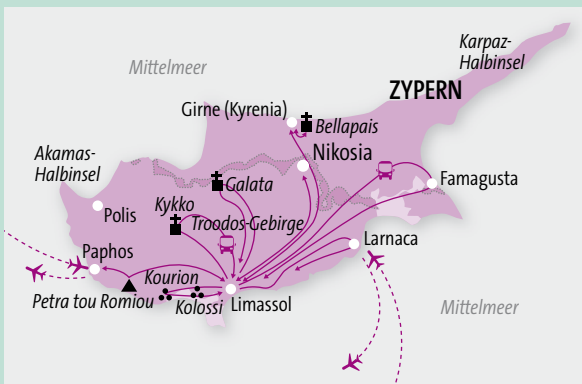 Karpaz-
Halbinsel
Mittelmeer
ZYPERN
Girne (Kyrenia)
Bellapais
Nikosia
Akamas-
Halbinsel
Galata
Famagusta
Kykko
Polis
Troodos-Gebirge
Larnaca
Paphos
Kourion
Petra tou Romiou
Kolossi
Limassol
Mittelmeer